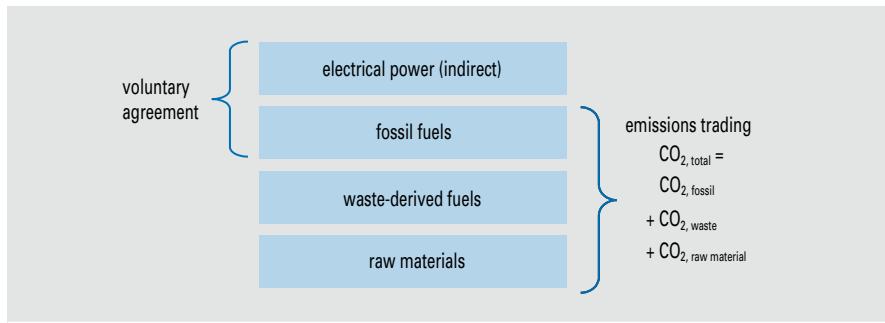 voluntary
agreement
electrical power (indirect)
fossil fuels
waste-derived fuels
raw materials
emissions trading
CO2, total =
CO2, fossil
+ CO2, waste
+ CO2, raw material